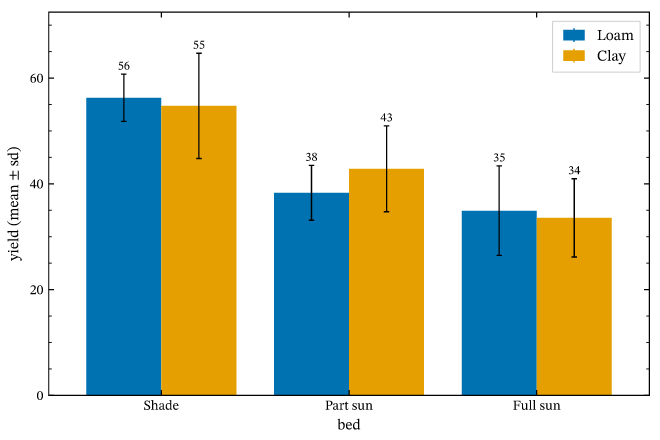 Loam
Clay
56
55
38
43
35
34
60
40
20
0
yield (mean ± sd)
Shade
Part sun
Full sun
bed